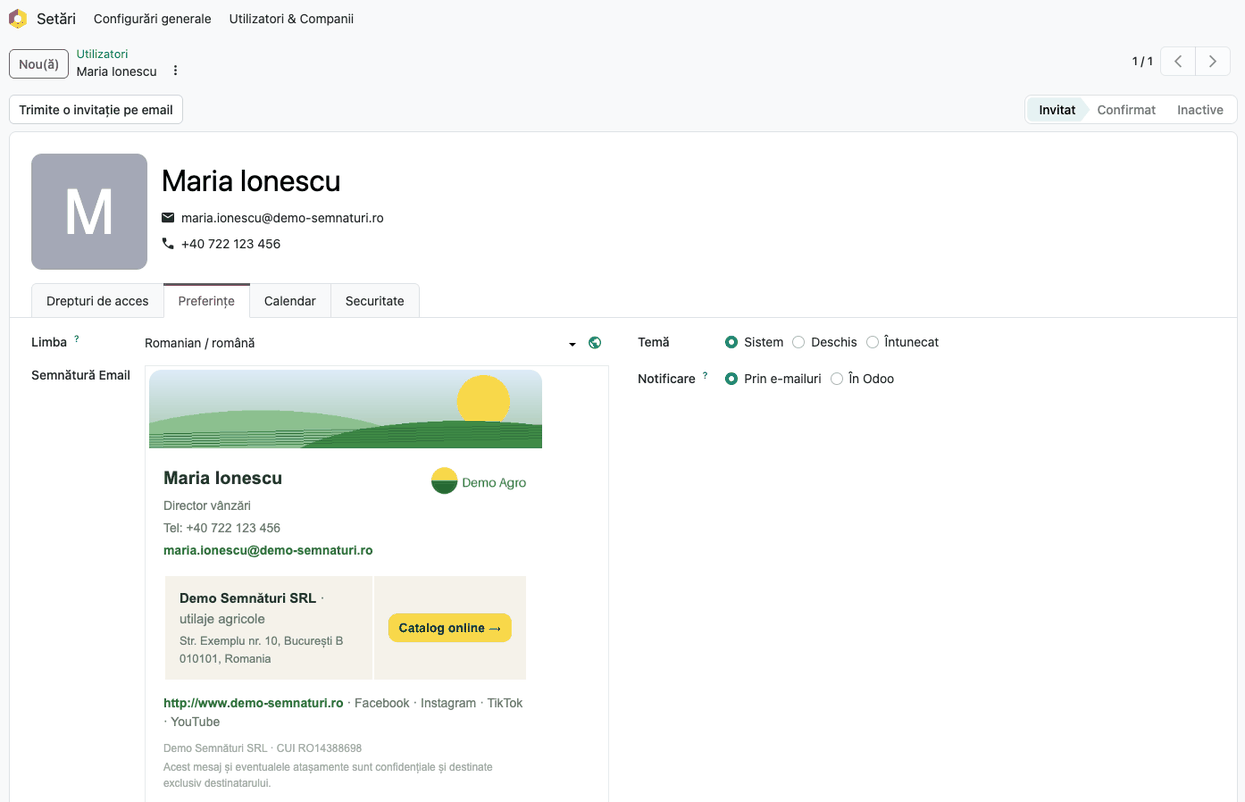 Setări Configurări generale Utilizatori & Companii
Nou(ă) Utilizatori
Maria Ionescu
1 / 1
Trimite o invitație pe email
Invitat Confirmat Inactive
M
Maria Ionescu
maria.ionescu@demo-semnaturi.ro
+40 722 123 456
Drepturi de acces Preferințe Calendar Securitate
Limba ?
Romanian / română
Temă Sistem Deschis Întunecat
Semnătură Email
Notificare ? Prin e-mailuri În Odoo
Maria Ionescu
Demo Agro
Director vânzări
Tel: +40 722 123 456
maria.ionescu@demo-semnaturi.ro
Demo Semnături SRL ·
utilaje agricole
Str. Exemplu nr. 10, București B
010101, Romania
Catalog online →
http://www.demo-semnaturi.ro · Facebook · Instagram · TikTok
· YouTube
Demo Semnături SRL · CUI RO14388698
Acest mesaj și eventualele atașamente sunt confidențiale și destinate
exclusiv destinatarului.